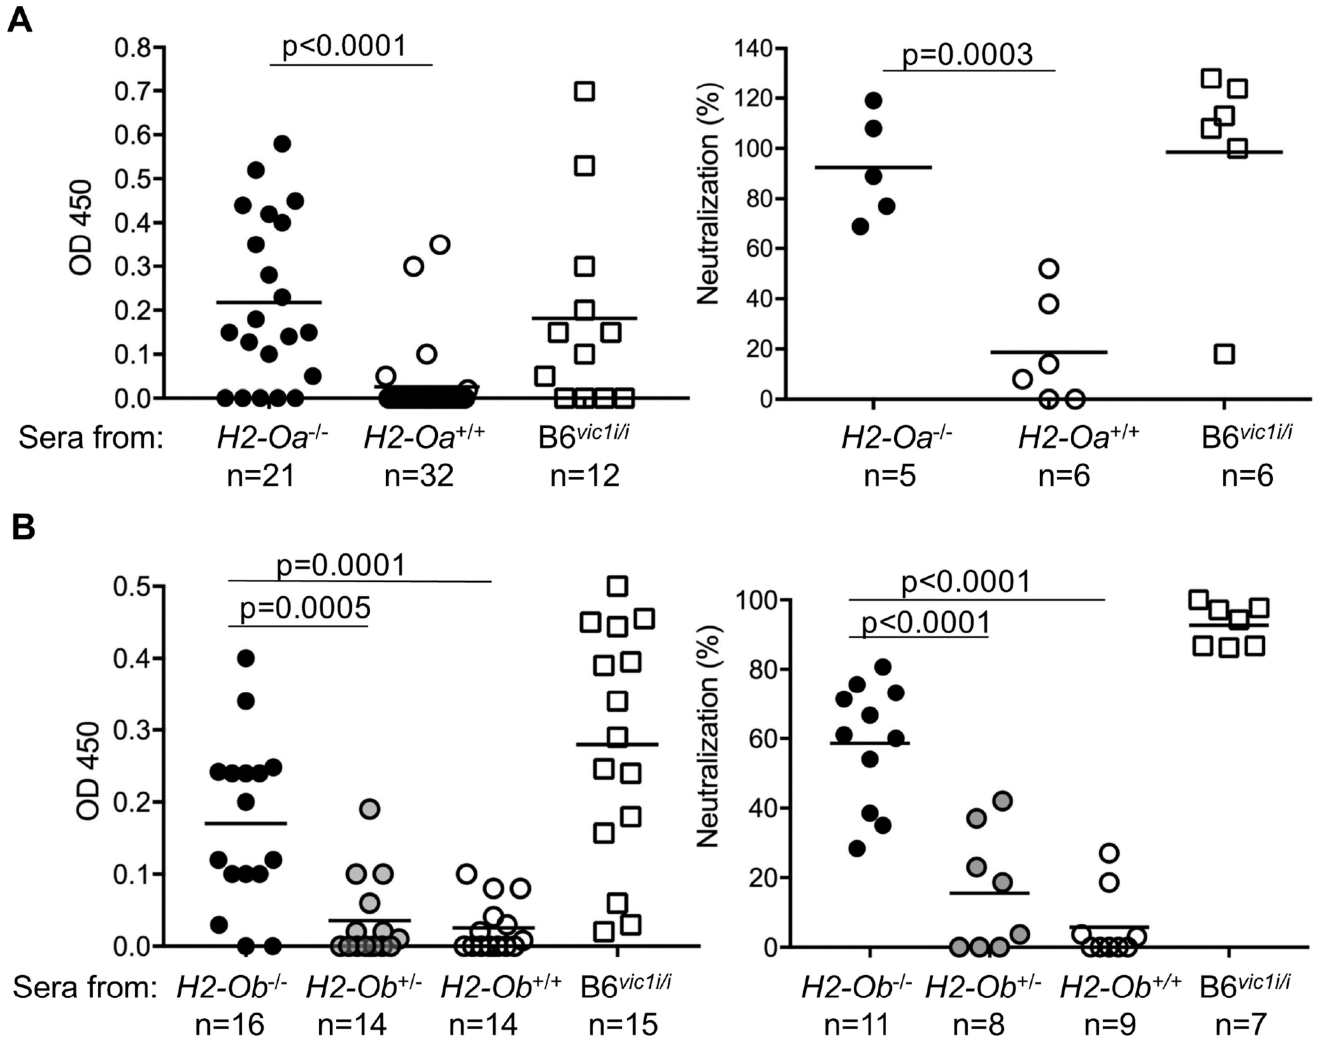 A
p<0.0001
0.8
0.7
0.6
0.5
0.4
0.3
0.2
0.1
0.0
OD 450
Sera from: H2-Oa-/- H2-Oa+/+ B6vic1i/i
n=21 n=32 n=12
p=0.0003
140
120
100
80
60
40
20
0
Neutralization (%)
H2-Oa-/- H2-Oa+/+ B6vic1i/i
n=5 n=6 n=6
B
p=0.0001
p=0.0005
0.5
0.4
0.3
0.2
0.1
0.0
OD 450
Sera from: H2-Ob-/- H2-Ob+/- H2-Ob+/+ B6vic1i/i
n=16 n=14 n=14 n=15
p<0.0001
p<0.0001
100
80
60
40
20
0
Neutralization (%)
H2-Ob-/- H2-Ob+/- H2-Ob+/+ B6vic1i/i
n=11 n=8 n=9 n=7